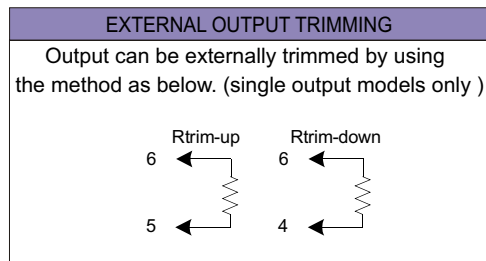 EXTERNAL OUTPUT TRIMMING
Output can be externally trimmed by using
the method as below. (single output models only )
Rtrim-up Rtrim-down
6 6
5 4